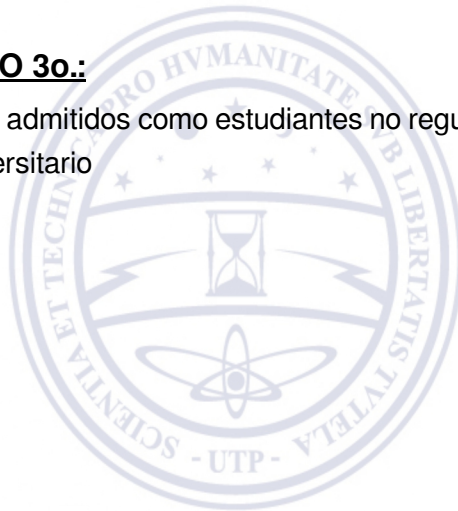 O 3o.:
admitidos como estudiantes no regu
ersitario
SCIENTIA ET TECHNICA PRO HVMANITATE SVB LIBERTATIS TVTELA
- UTP -